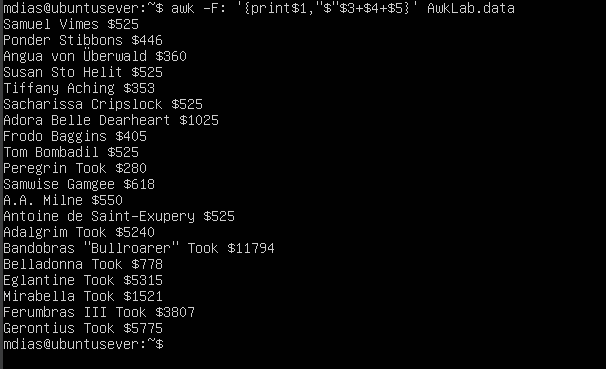 mdias@ubuntusever:~$ awk -F: '{print$1,"$"$3+$4+$5}' AwkLab.data
Samuel Vimes $525
Ponder Stibbons $446
Angua von Überwald $360
Susan Sto Helit $525
Tiffany Aching $353
Sacharissa Cripslock $525
Adora Belle Dearheart $1025
Frodo Baggins $405
Tom Bombadil $525
Peregrin Took $280
Samwise Gamgee $618
A.A. Milne $550
Antoine de Saint-Exupery $525
Adalgrim Took $5240
Bandobras "Bullroarer" Took $11794
Belladonna Took $778
Eglantine Took $5315
Mirabella Took $1521
Ferumbras III Took $3807
Gerontius Took $5775
mdias@ubuntusever:~$